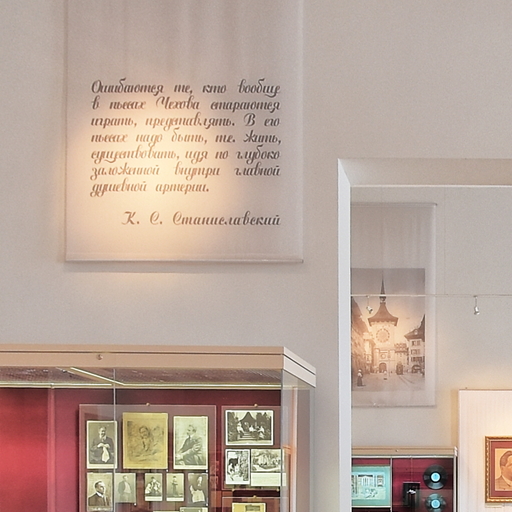 Ошибаются те, кто вообще
в пьесах Чехова стараются
играть, представлять. В его
пьесах надо быть, т.е. жить,
существовать, идя по глубоко
заложенной внутри главной
душевной артерии.
К. С. Станиславский